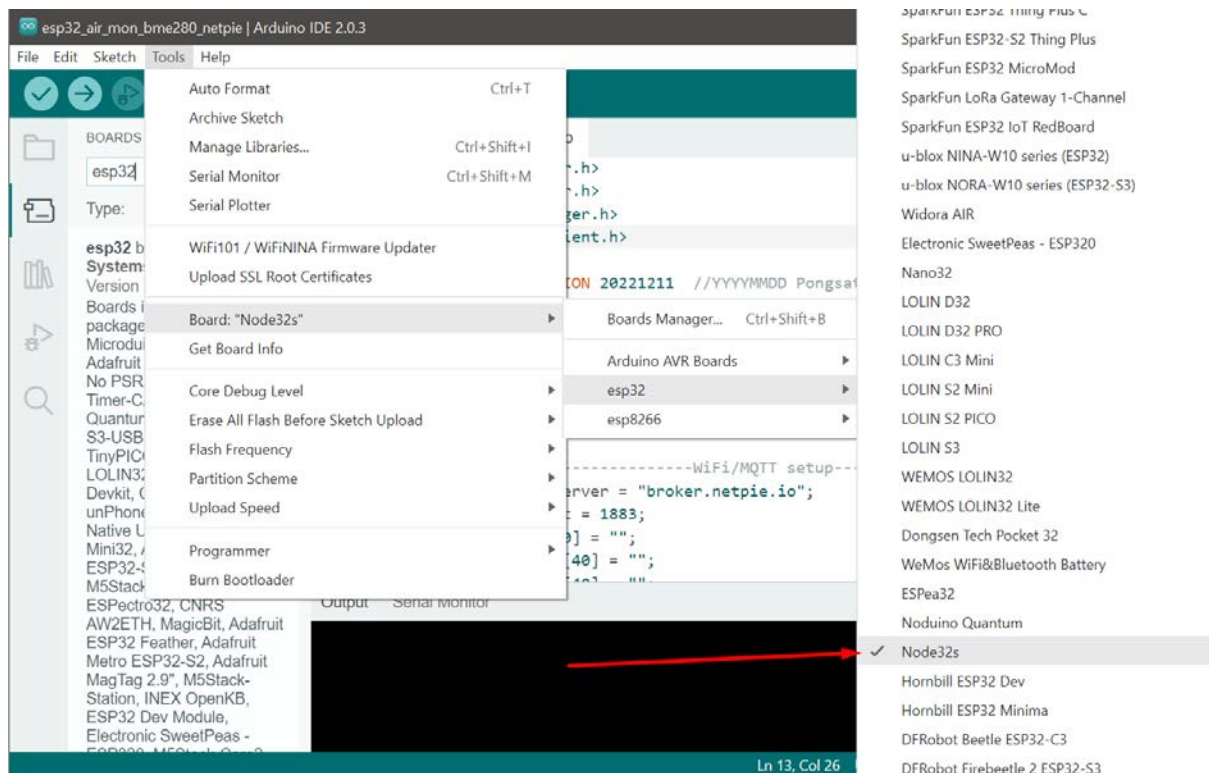 esp32_air_mon_bme280_netpie | Arduino IDE 2.0.3
File Edit Sketch Tools Help
BOARDS
esp32
Type:
esp32
System
Version
Boards
package
Adafruit
No PSR
LOLIN32
Devkit,
Native
Mini32,
ESPectro32, CNRS
AW2ETH, MagicBit, Adafruit
ESP32 Feather, Adafruit
Metro ESP32-S2, Adafruit
MagTag 2.9", M5Stack-
Station, INEX OpenKB,
ESP32 Dev Module,
Electronic SweetPeas -
Auto Format Ctrl+T
Archive Sketch
Manage Libraries... Ctrl+Shift+I
Serial Monitor Ctrl+Shift+M
Serial Plotter
WiFi101 / WiFiNINA Firmware Updater
Upload SSL Root Certificates
Board: "Node32s"
Get Board Info
Core Debug Level
Erase All Flash Before Sketch Upload
Flash Frequency
Partition Scheme
Upload Speed
Programmer
Burn Bootloader
r.h>
r.h>
ger.h>
ient.h>
ION 20221211 //YYYYMMDD Pongsa
Boards Manager... Ctrl+Shift+B
Arduino AVR Boards
esp32
esp8266
--------------WiFi/MQTT setup---
erver = "broker.netpie.io";
= 1883;
] = "";
[40] = "";
Output Serial Monitor
Ln 13, Col 26
SparkFun ESP32 Thing Plus C
SparkFun ESP32-S2 Thing Plus
SparkFun ESP32 MicroMod
SparkFun LoRa Gateway 1-Channel
SparkFun ESP32 IoT RedBoard
u-blox NINA-W10 series (ESP32)
u-blox NORA-W10 series (ESP32-S3)
Widora AIR
Electronic SweetPeas - ESP320
Nano32
LOLIN D32
LOLIN D32 PRO
LOLIN C3 Mini
LOLIN S2 Mini
LOLIN S2 PICO
LOLIN S3
WEMOS LOLIN32
WEMOS LOLIN32 Lite
Dongsen Tech Pocket 32
WeMos WiFi&Bluetooth Battery
ESPea32
Noduino Quantum
Node32s
Hornbill ESP32 Dev
Hornbill ESP32 Minima
DFRobot Beetle ESP32-C3
DFRobot Firebeetle 2 ESP32-S3